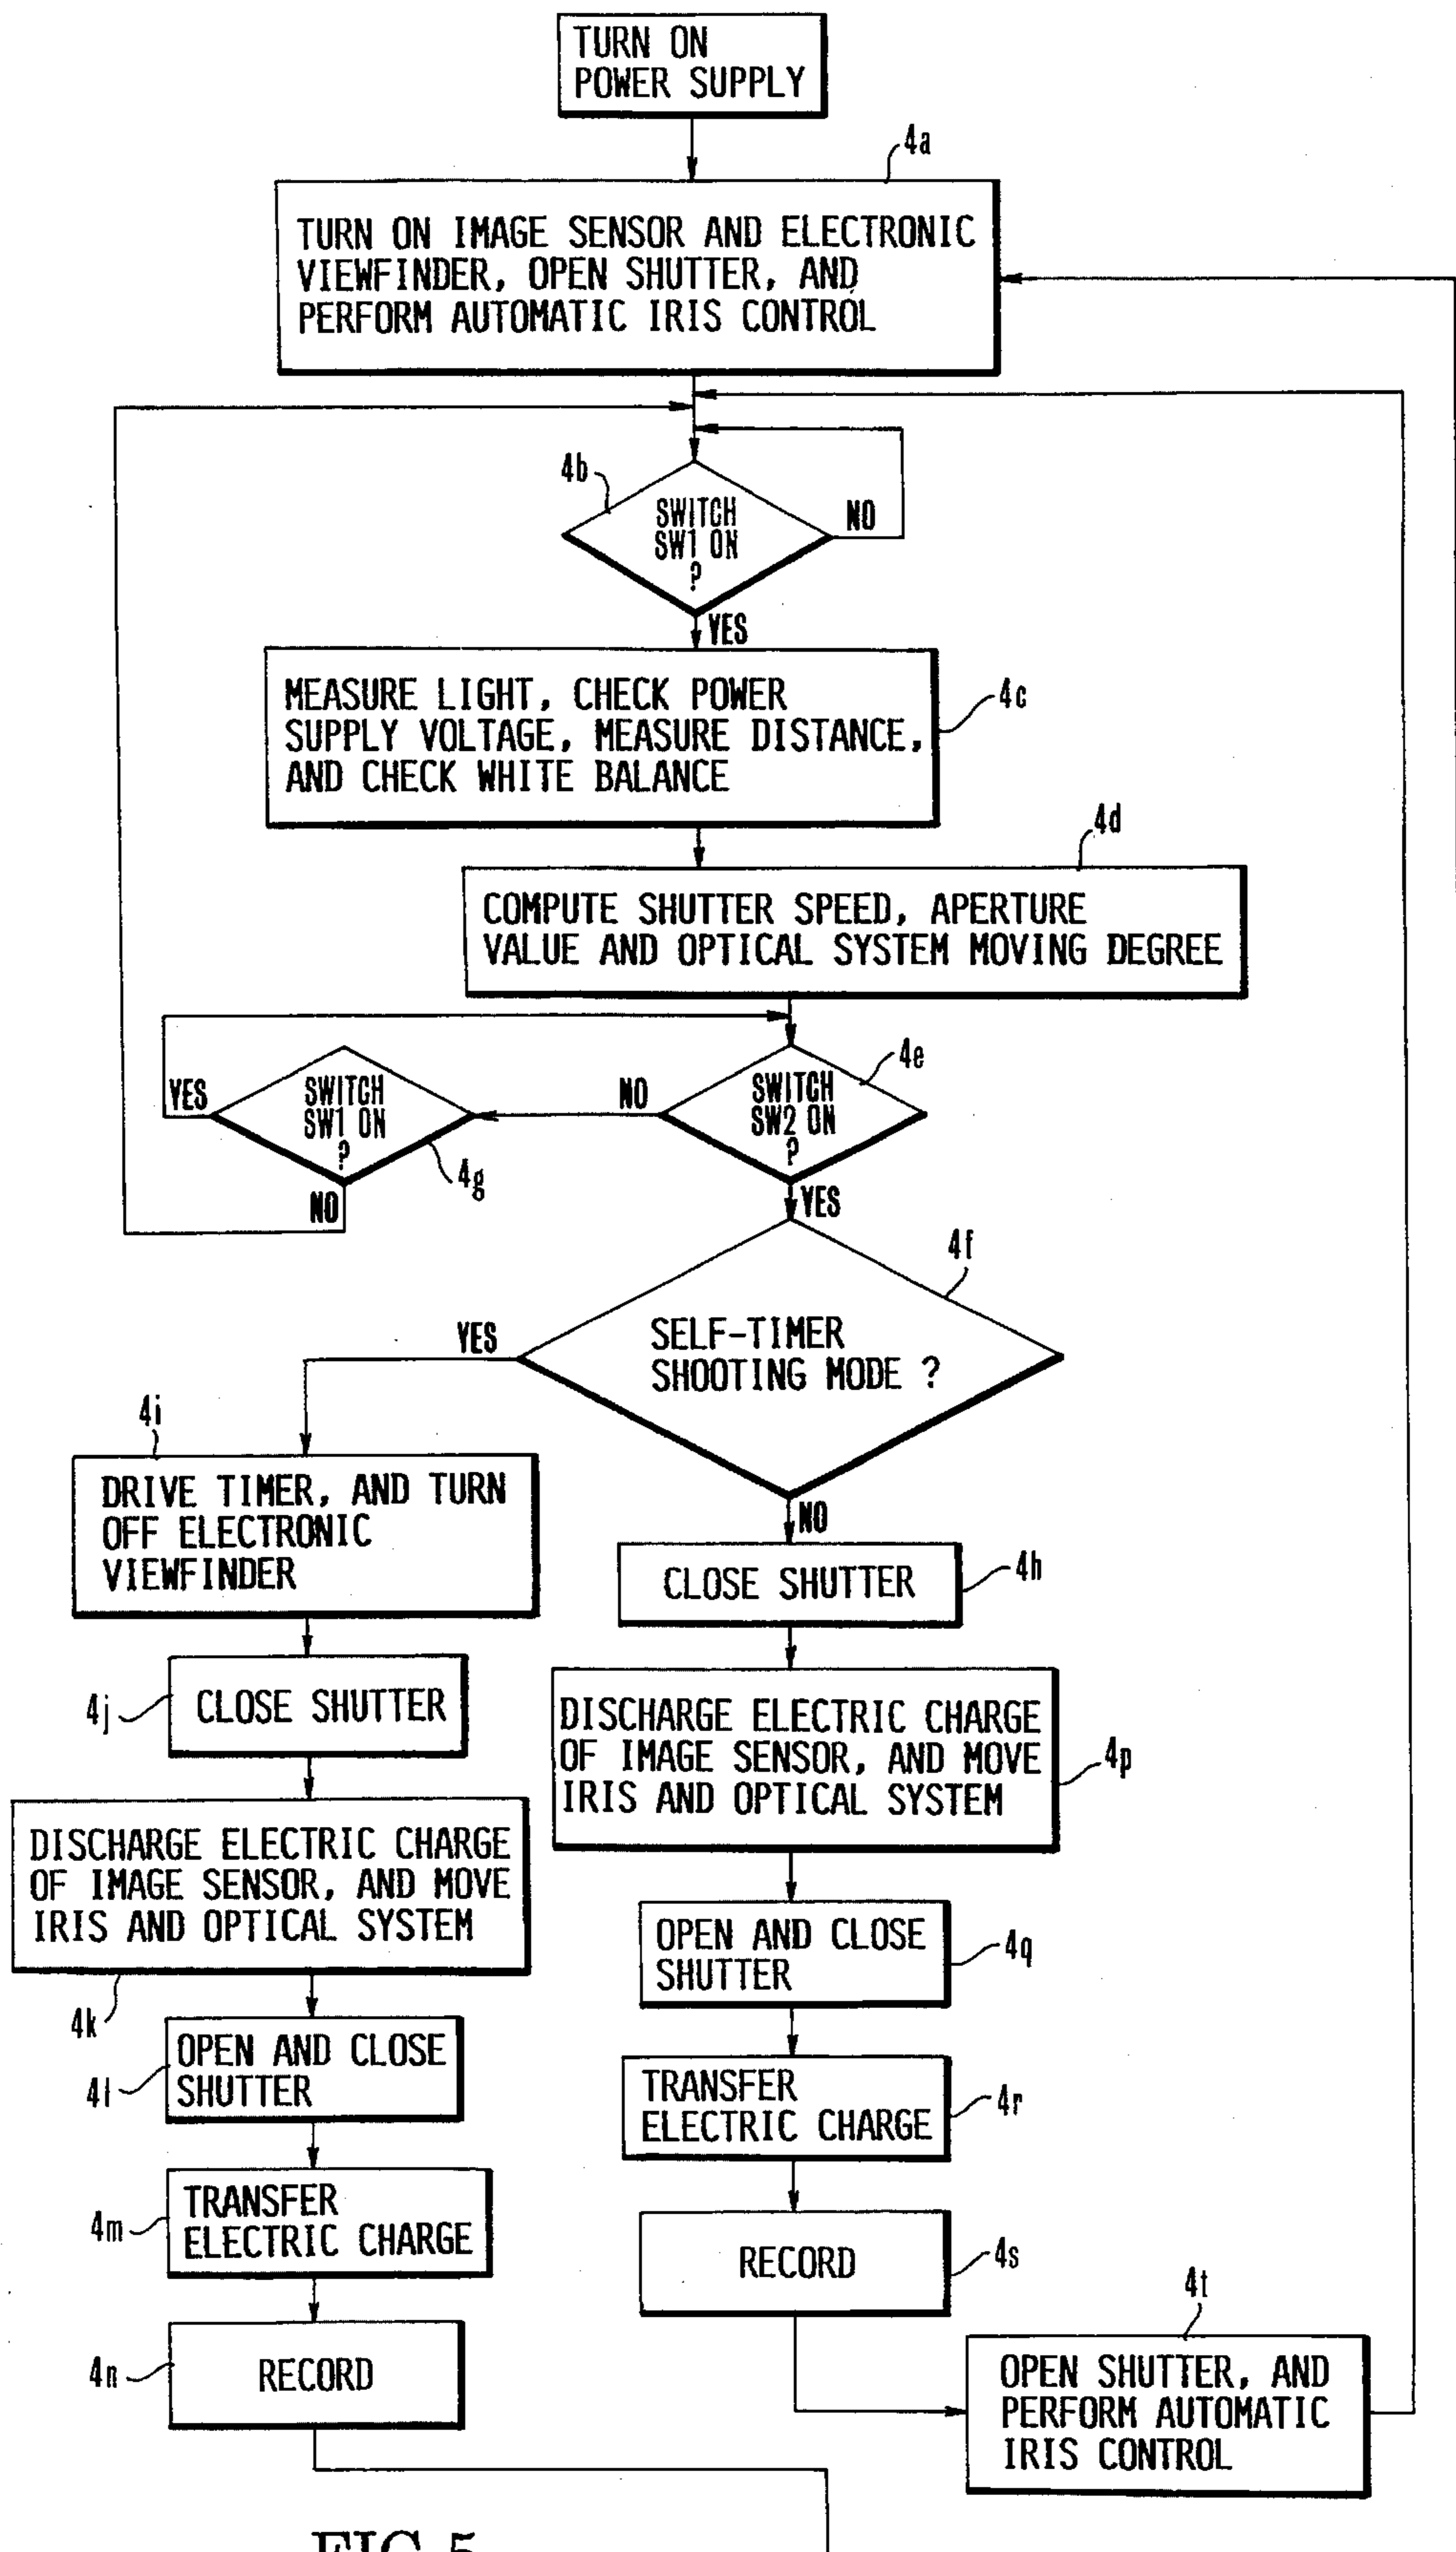 TURN ON
POWER SUPPLY
4a
TURN ON IMAGE SENSOR AND ELECTRONIC
VIEWFINDER, OPEN SHUTTER, AND
PERFORM AUTOMATIC IRIS CONTROL
4b
SWITCH
SW1 ON
?
NO
YES
MEASURE LIGHT, CHECK POWER
SUPPLY VOLTAGE, MEASURE DISTANCE,
AND CHECK WHITE BALANCE
4c
4d
COMPUTE SHUTTER SPEED, APERTURE
VALUE AND OPTICAL SYSTEM MOVING DEGREE
4e
SWITCH
SW2 ON
?
NO
YES
YES
SWITCH
SW1 ON
?
4g
NO
4f
SELF-TIMER
SHOOTING MODE ?
YES
NO
4i
DRIVE TIMER, AND TURN
OFF ELECTRONIC
VIEWFINDER
4j
CLOSE SHUTTER
DISCHARGE ELECTRIC CHARGE
OF IMAGE SENSOR, AND MOVE
IRIS AND OPTICAL SYSTEM
4k
4l
OPEN AND CLOSE
SHUTTER
4m
TRANSFER
ELECTRIC CHARGE
4n
RECORD
CLOSE SHUTTER
4h
DISCHARGE ELECTRIC CHARGE
OF IMAGE SENSOR, AND MOVE
IRIS AND OPTICAL SYSTEM
4p
OPEN AND CLOSE
SHUTTER
4q
TRANSFER
ELECTRIC CHARGE
4r
RECORD
4s
4t
OPEN SHUTTER, AND
PERFORM AUTOMATIC
IRIS CONTROL
FIG.5